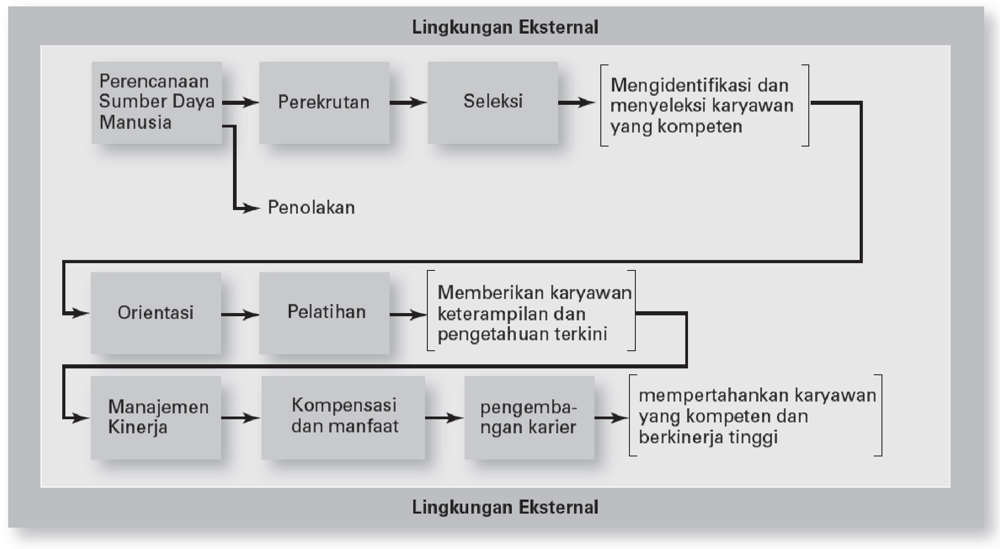 Lingkungan Eksternal
Perencanaan
Sumber Daya
Manusia
Perekrutan
Seleksi
Mengidentifikasi dan
menyeleksi karyawan
yang kompeten
Penolakan
Orientasi
Pelatihan
Memberikan karyawan
keterampilan dan
pengetahuan terkini
Manajemen
Kinerja
Kompensasi
dan manfaat
pengemba-
ngan karier
mempertahankan karyawan
yang kompeten dan
berkinerja tinggi
Lingkungan Eksternal